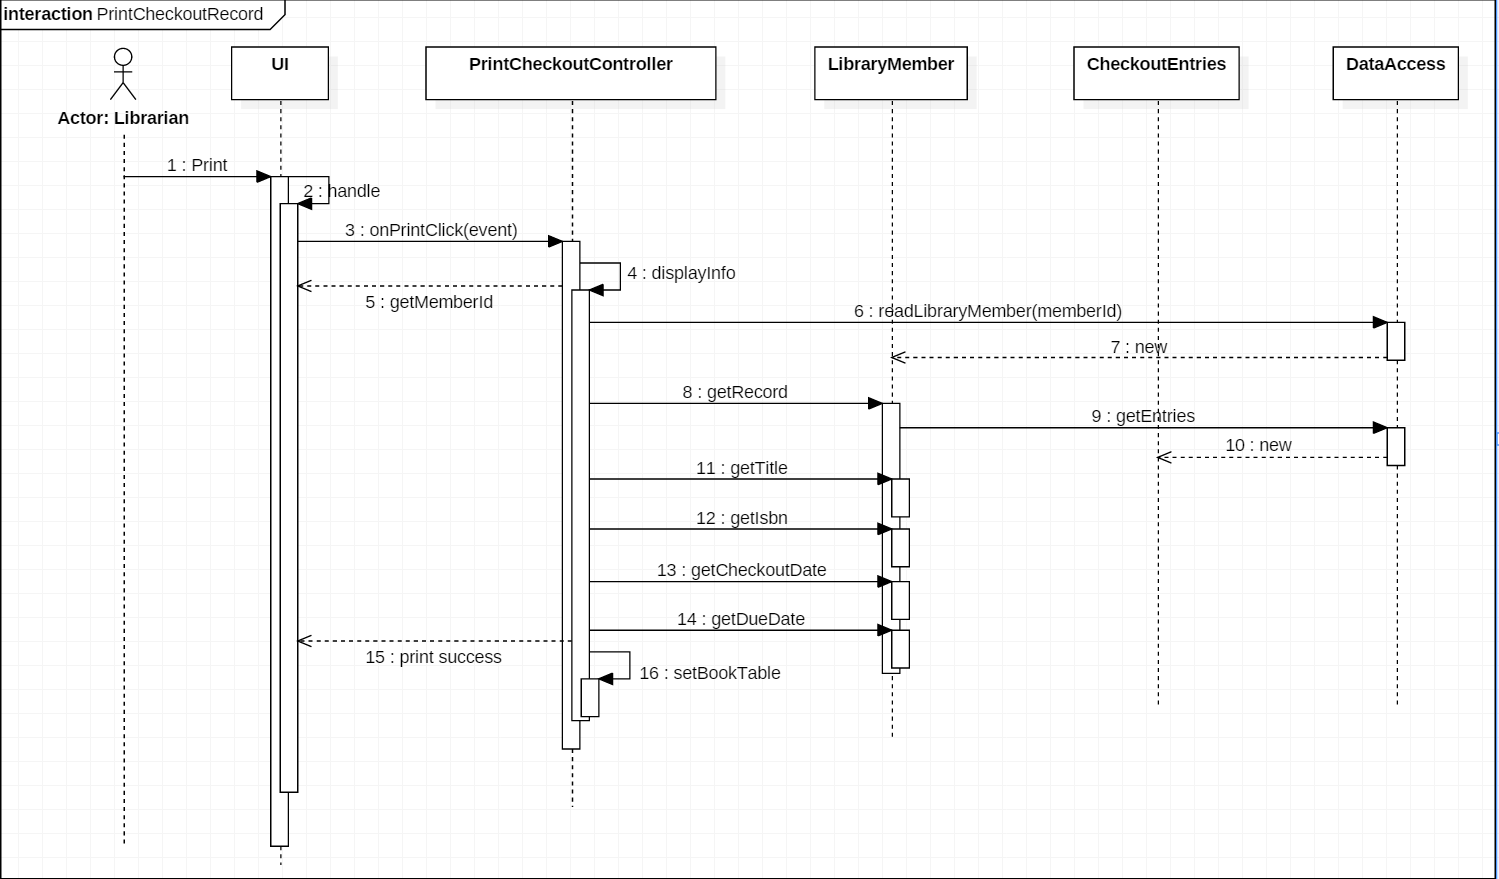 interaction PrintCheckoutRecord
UI
PrintCheckoutController
LibraryMember
CheckoutEntries
DataAccess
Actor: Librarian
1 : Print
2 : handle
3 : onPrintClick(event)
4 : displayInfo
5 : getMemberId
6 : readLibraryMember(memberId)
7 : new
8 : getRecord
9 : getEntries
10 : new
11 : getTitle
12 : getIsbn
13 : getCheckoutDate
14 : getDueDate
15 : print success
16 : setBookTable